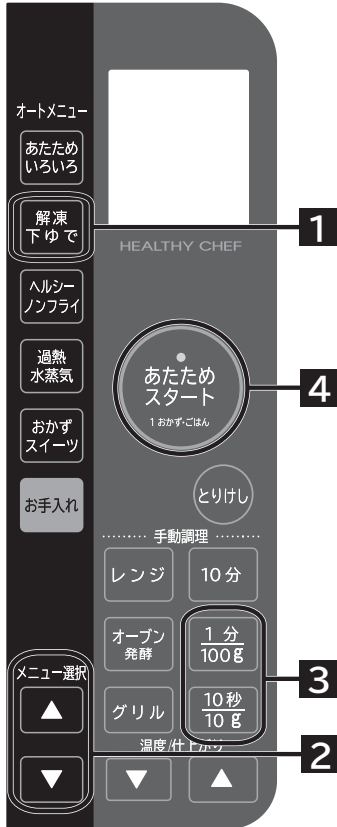 オートメニュー
あたため
いろいろ
解凍
下ゆで
1
HEALTHY CHEF
ヘルシー
ノンフライ
過熱
水蒸気
あたため
スタート
1 おかず・ごはん
4
おかず
スイーツ
お手入れ
とりけし
手動調理
レンジ
10分
オーブン
発酵
1分
100g
3
メニュー選択
▲
グリル
10秒
10g
温度/仕上がり
2
▼
▼
▲